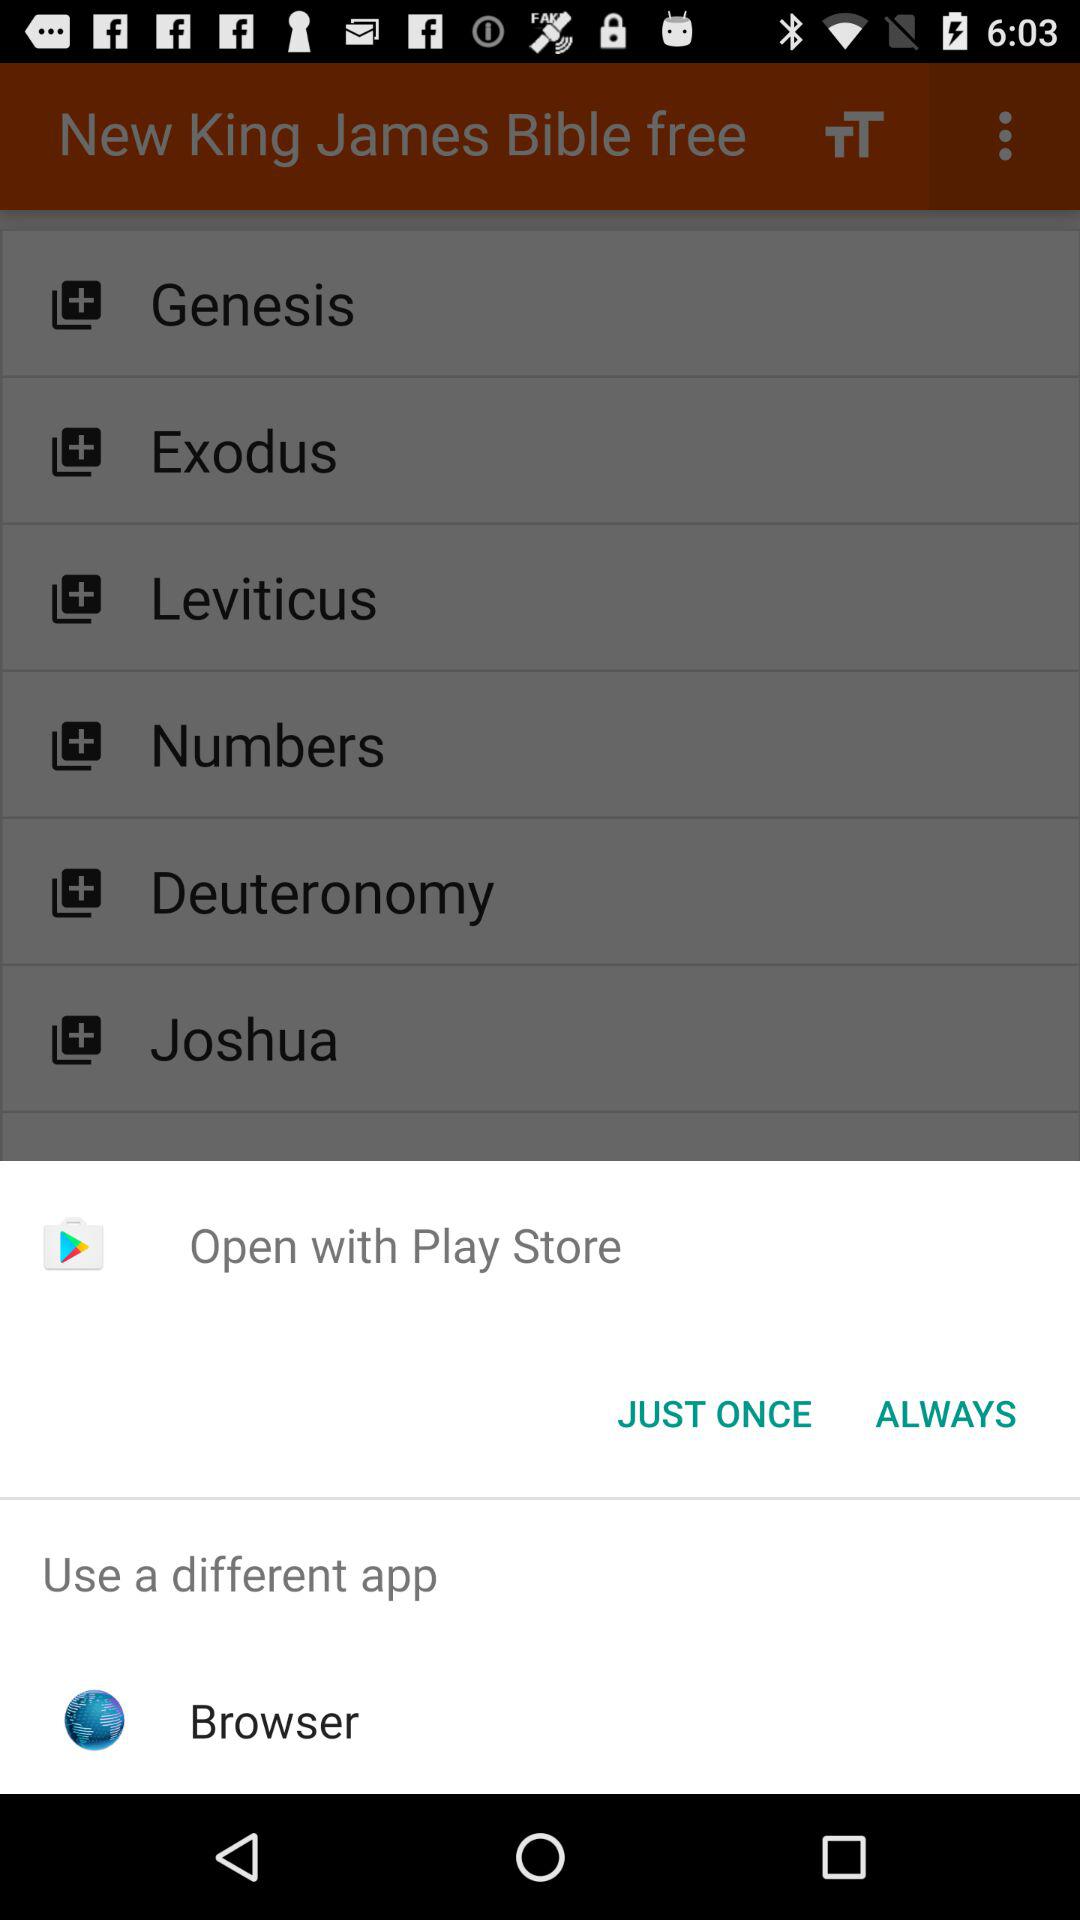 FAKE
6:03
New King James Bible free
Genesis
Exodus
Leviticus
Numbers
Deuteronomy
Joshua
Open with Play Store
JUST ONCE ALWAYS
Use a different app
Browser